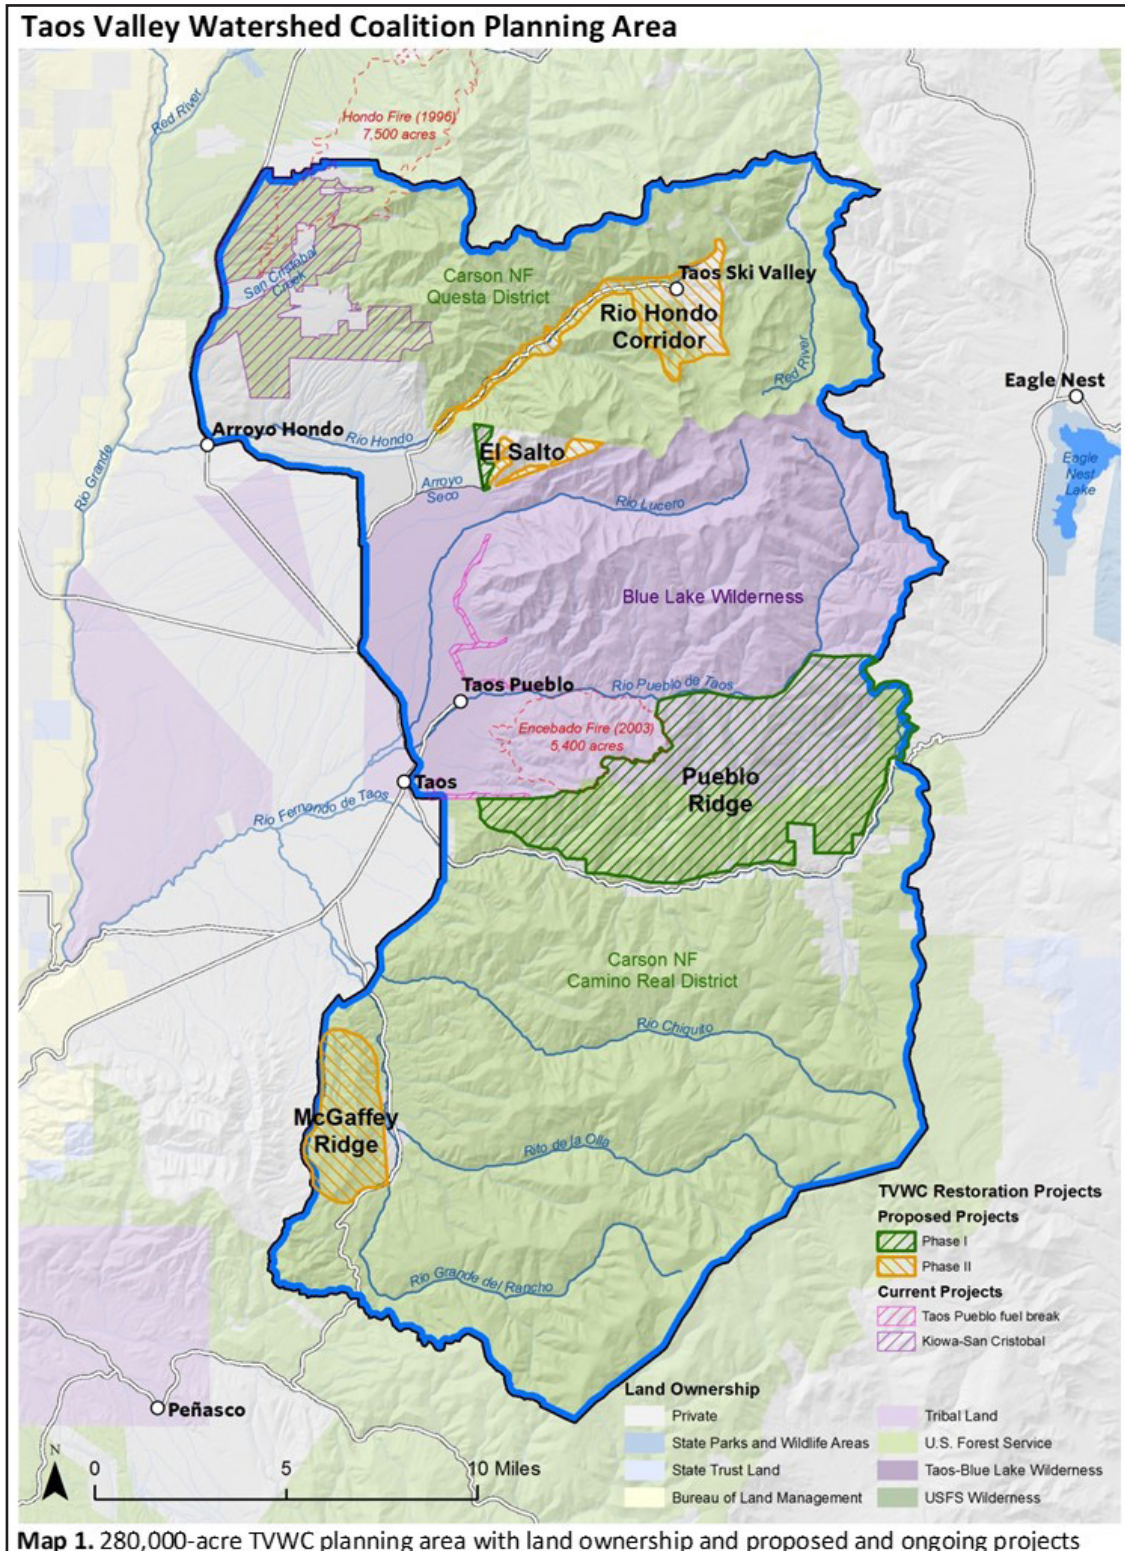 Taos Valley Watershed Coalition Planning Area
Red River
Hondo Fire (1996)
7,500 acres
San Cristobal
Creek
Carson NF
Questa District
Taos Ski Valley
Rio Hondo
Corridor
Red River
Eagle Nest
Arroyo Hondo
Rio Hondo
El Salto
Eagle
Nest
Lake
Rio Grande
Arroyo
Seco
Rio Lucero
Blue Lake Wilderness
Taos Pueblo
Rio Pueblo de Taos
Encebado Fire (2003)
5,400 acres
Pueblo
Ridge
Taos
Rio Fernando de Taos
Carson NF
Camino Real District
Rio Chiquito
McGaffey
Ridge
Rito de la Olla
Rio Grande del Rancho
TVWC Restoration Projects
Proposed Projects
Phase I
Phase II
Current Projects
Taos Pueblo fuel break
Kiowa-San Cristobal
Land Ownership
Private
State Parks and Wildlife Areas
State Trust Land
Bureau of Land Management
Tribal Land
U.S. Forest Service
Taos-Blue Lake Wilderness
USFS Wilderness
Peñasco
N
0 5 10 Miles
Map 1. 280,000-acre TVWC planning area with land ownership and proposed and ongoing projects